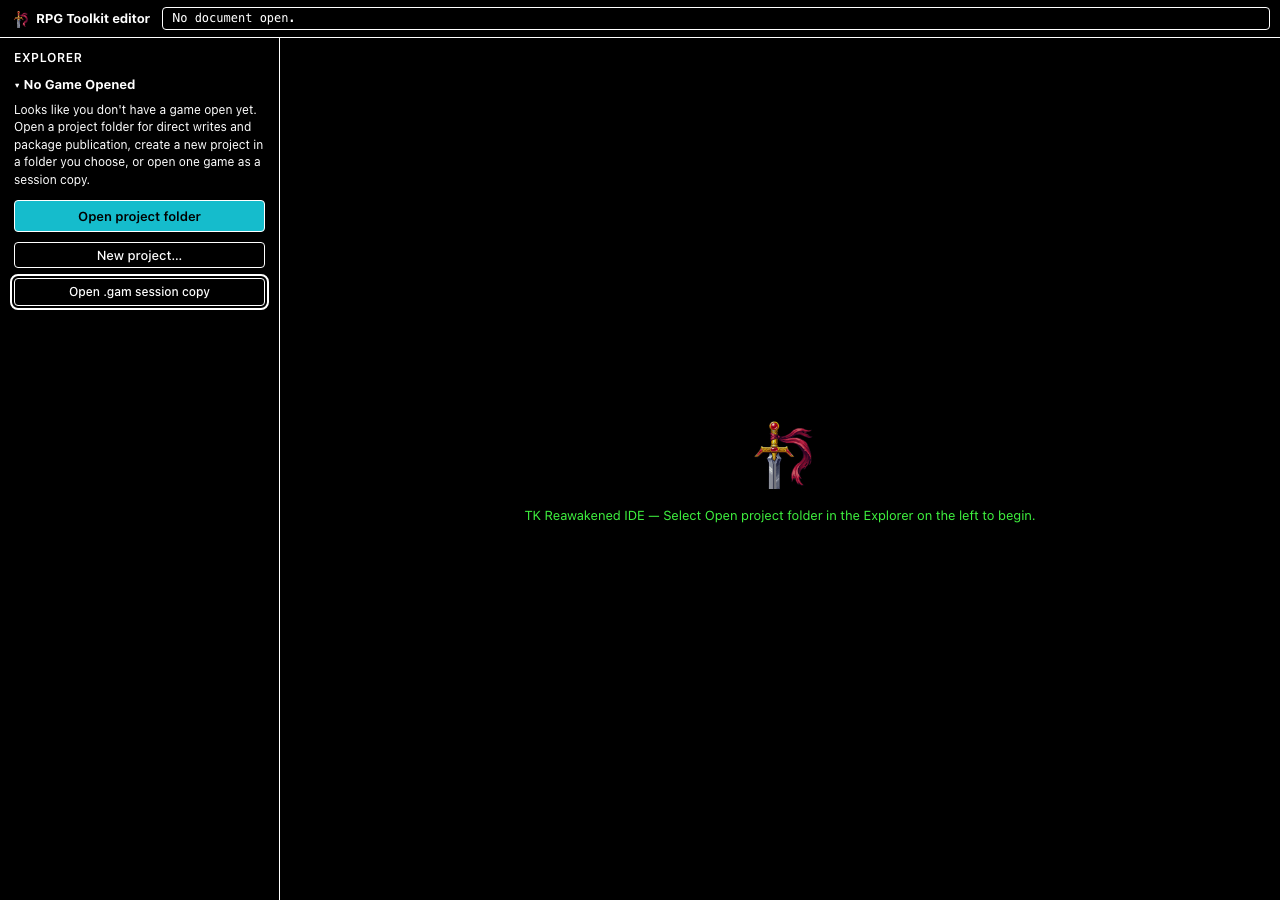 RPG Toolkit editor
No document open.
EXPLORER
▾ No Game Opened
Looks like you don't have a game open yet.
Open a project folder for direct writes and
package publication, create a new project in
a folder you choose, or open one game as a
session copy.
Open project folder
New project...
Open .gam session copy
TK Reawakened IDE — Select Open project folder in the Explorer on the left to begin.